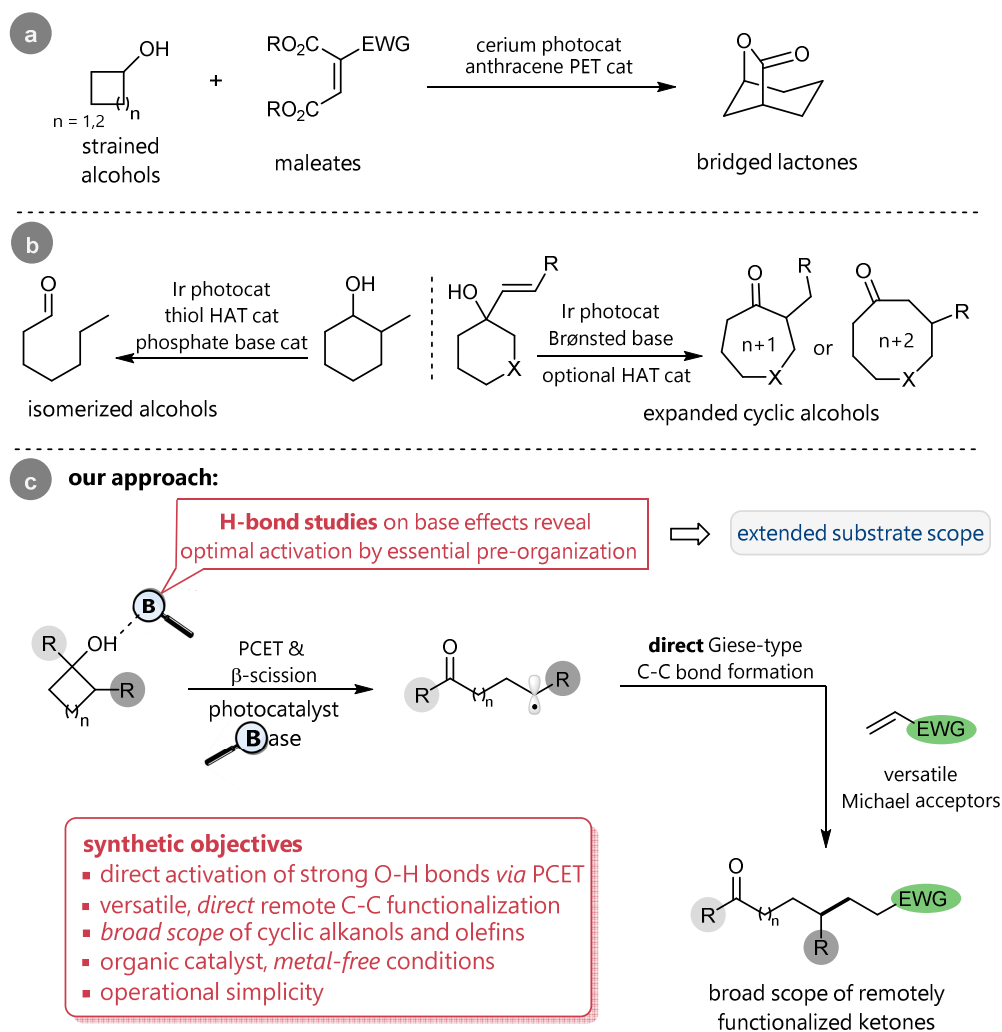 a
OH
n
n = 1,2
strained
alcohols
+
RO2C
EWG
RO2C
maleates
cerium photocat
anthracene PET cat
O
O
bridged lactones
b
O
isomerized alcohols
Ir photocat
thiol HAT cat
phosphate base cat
OH
HO
R
X
Ir photocat
Brønsted base
optional HAT cat
O
R
n+1
X
or
O
R
n+2
X
expanded cyclic alcohols
c
our approach:
H-bond studies on base effects reveal
optimal activation by essential pre-organization
extended substrate scope
B
R
OH
R
n
PCET &
β-scission
photocatalyst
Base
O
R
n
R
direct Giese-type
C-C bond formation
EWG
versatile
Michael acceptors
synthetic objectives
▪ direct activation of strong O-H bonds via PCET
▪ versatile, direct remote C-C functionalization
▪ broad scope of cyclic alkanols and olefins
▪ organic catalyst, metal-free conditions
▪ operational simplicity
O
R
n
R
EWG
broad scope of remotely
functionalized ketones